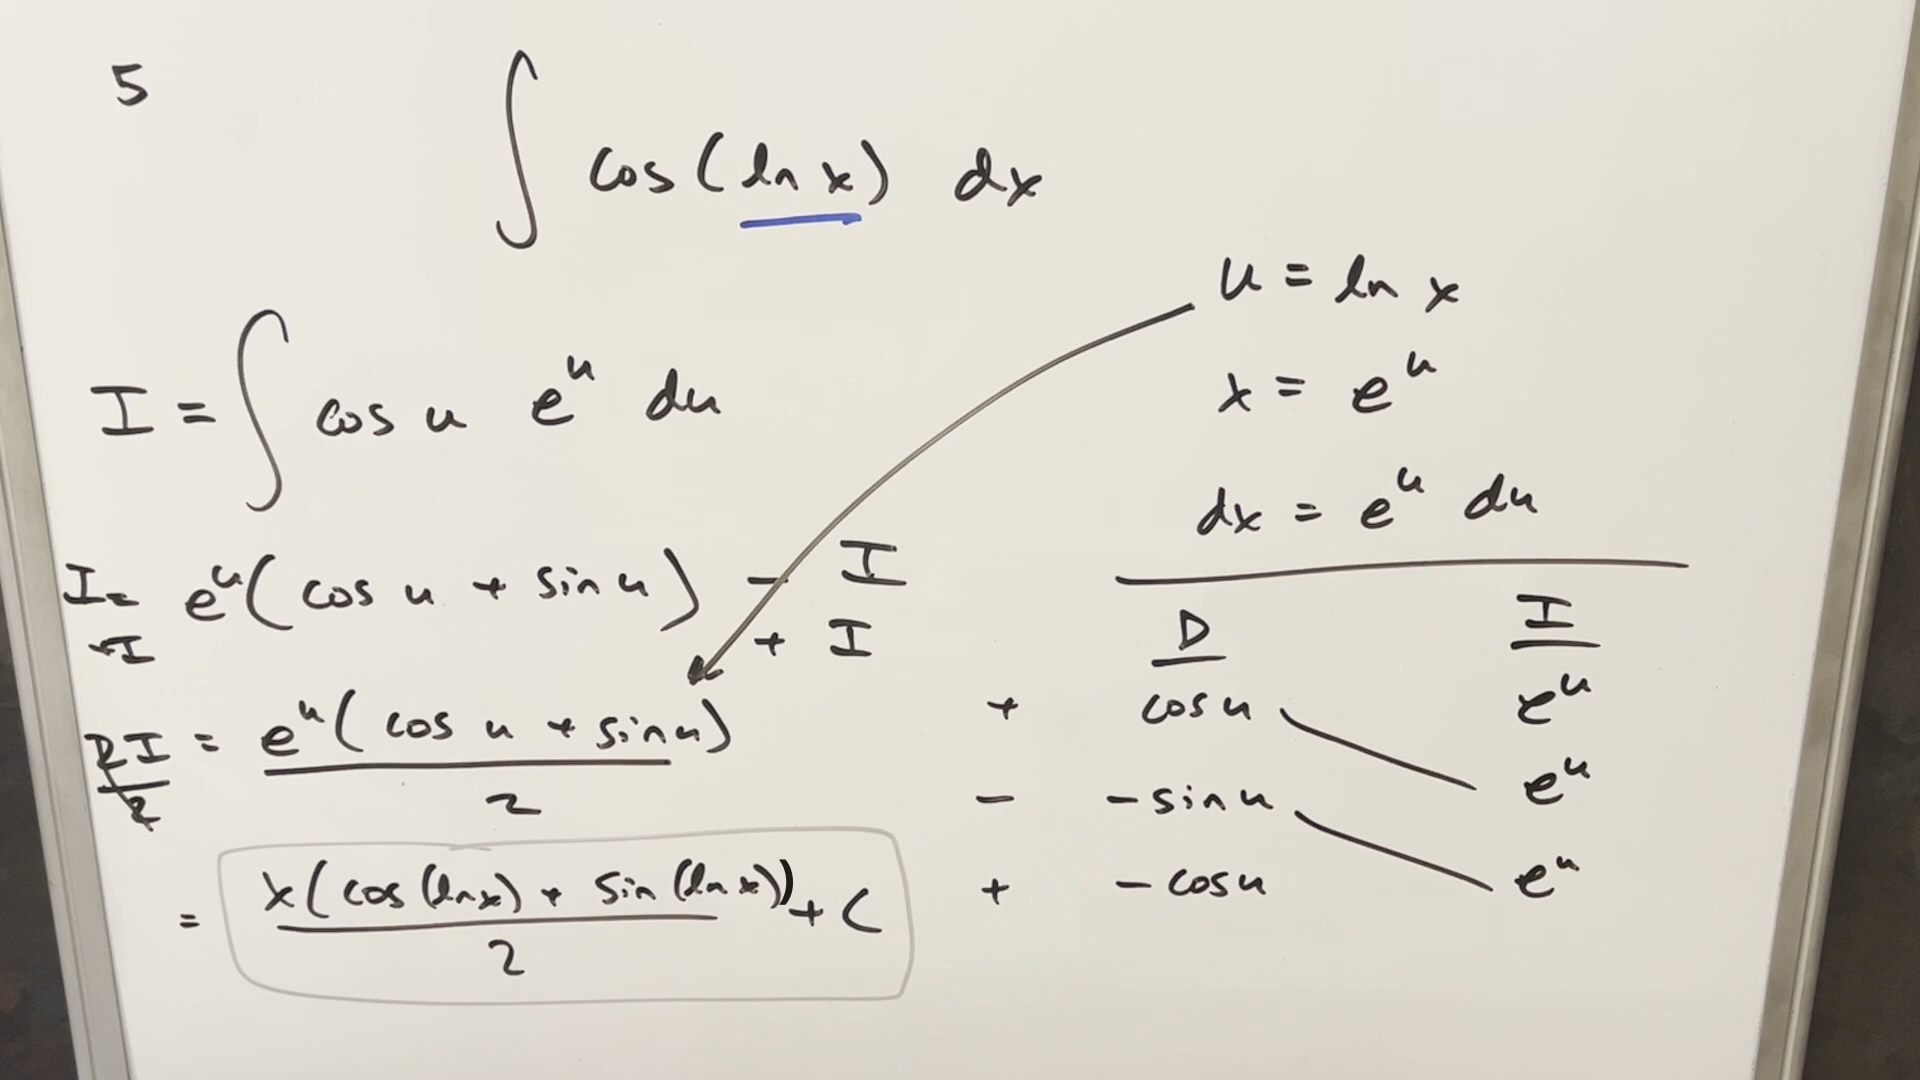 5
∫ cos(ln x) dx
u = ln x
x = e^u
dx = e^u du
I = ∫ cos u e^u du
I = e^u(cos u + sin u) - I
+I + I
2I/2 = e^u(cos u + sin u)/2
= x(cos(ln x) + sin(ln x))/2 + C
D I
+ cos u e^u
- -sin u e^u
+ -cos u e^u